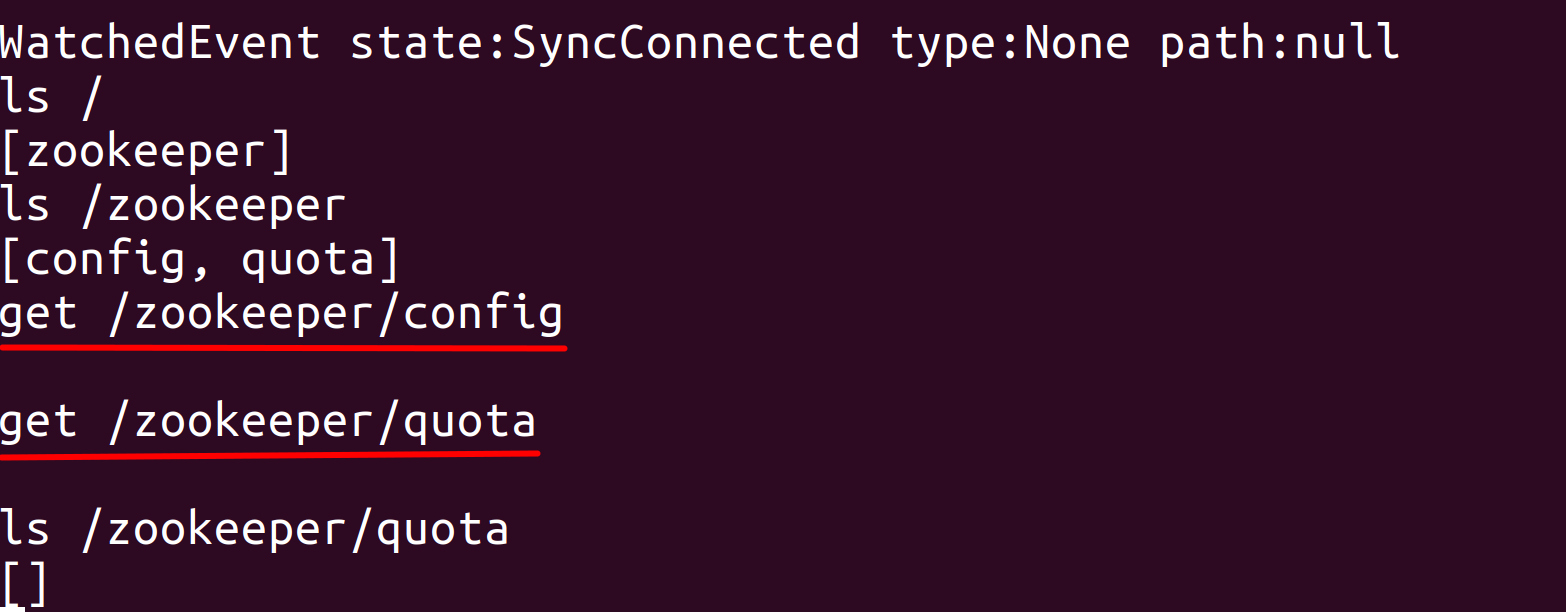 WatchedEvent state:SyncConnected type:None path:null
ls /
[zookeeper]
ls /zookeeper
[config, quota]
get /zookeeper/config
get /zookeeper/quota
ls /zookeeper/quota
[]